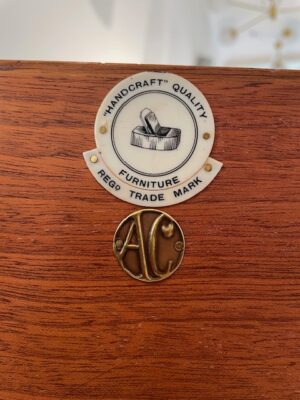 "HANDCRAFT" QUALITY
FURNITURE
REGD TRADE MARK
AC